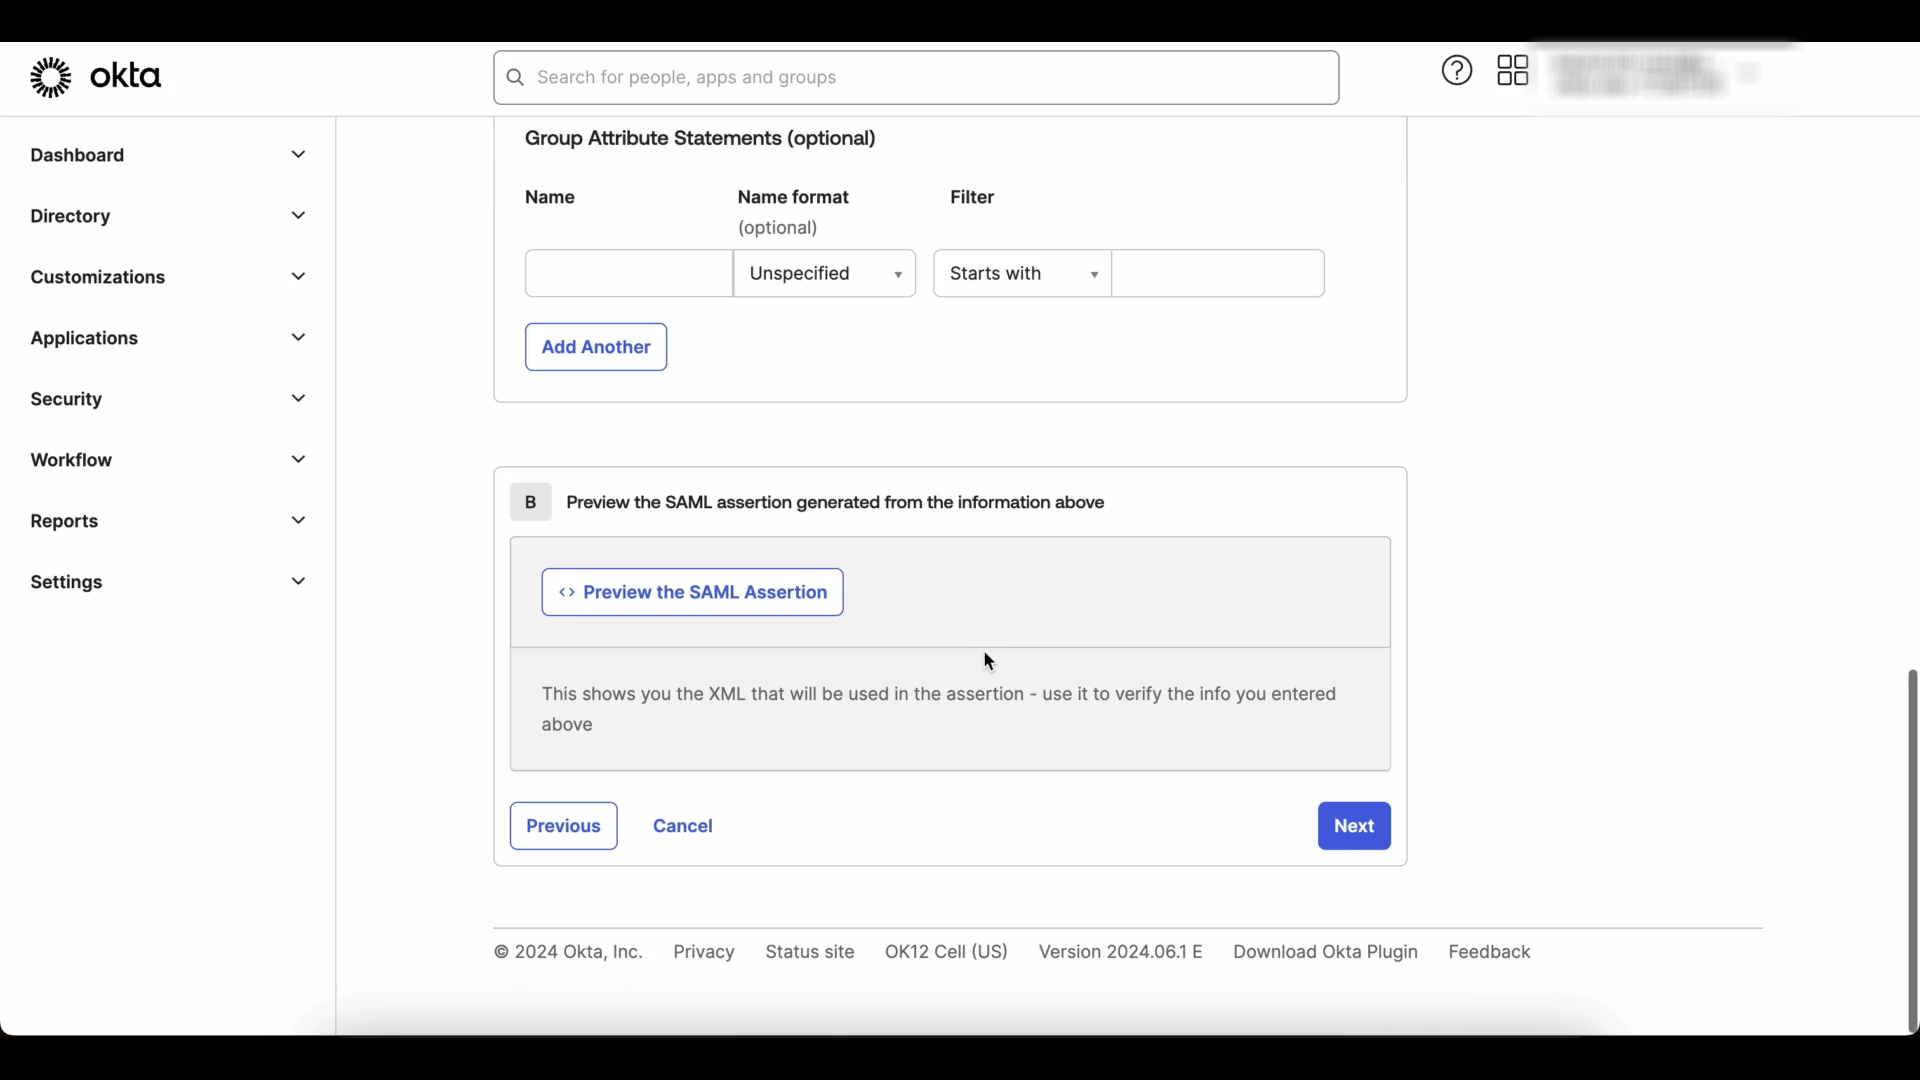 okta
Search for people, apps and groups
Dashboard
Directory
Customizations
Applications
Security
Workflow
Reports
Settings
Group Attribute Statements (optional)
Name Name format Filter
(optional)
Unspecified Starts with
Add Another
B Preview the SAML assertion generated from the information above
<> Preview the SAML Assertion
This shows you the XML that will be used in the assertion - use it to verify the info you entered
above
Previous Cancel Next
© 2024 Okta, Inc. Privacy Status site OK12 Cell (US) Version 2024.06.1 E Download Okta Plugin Feedback